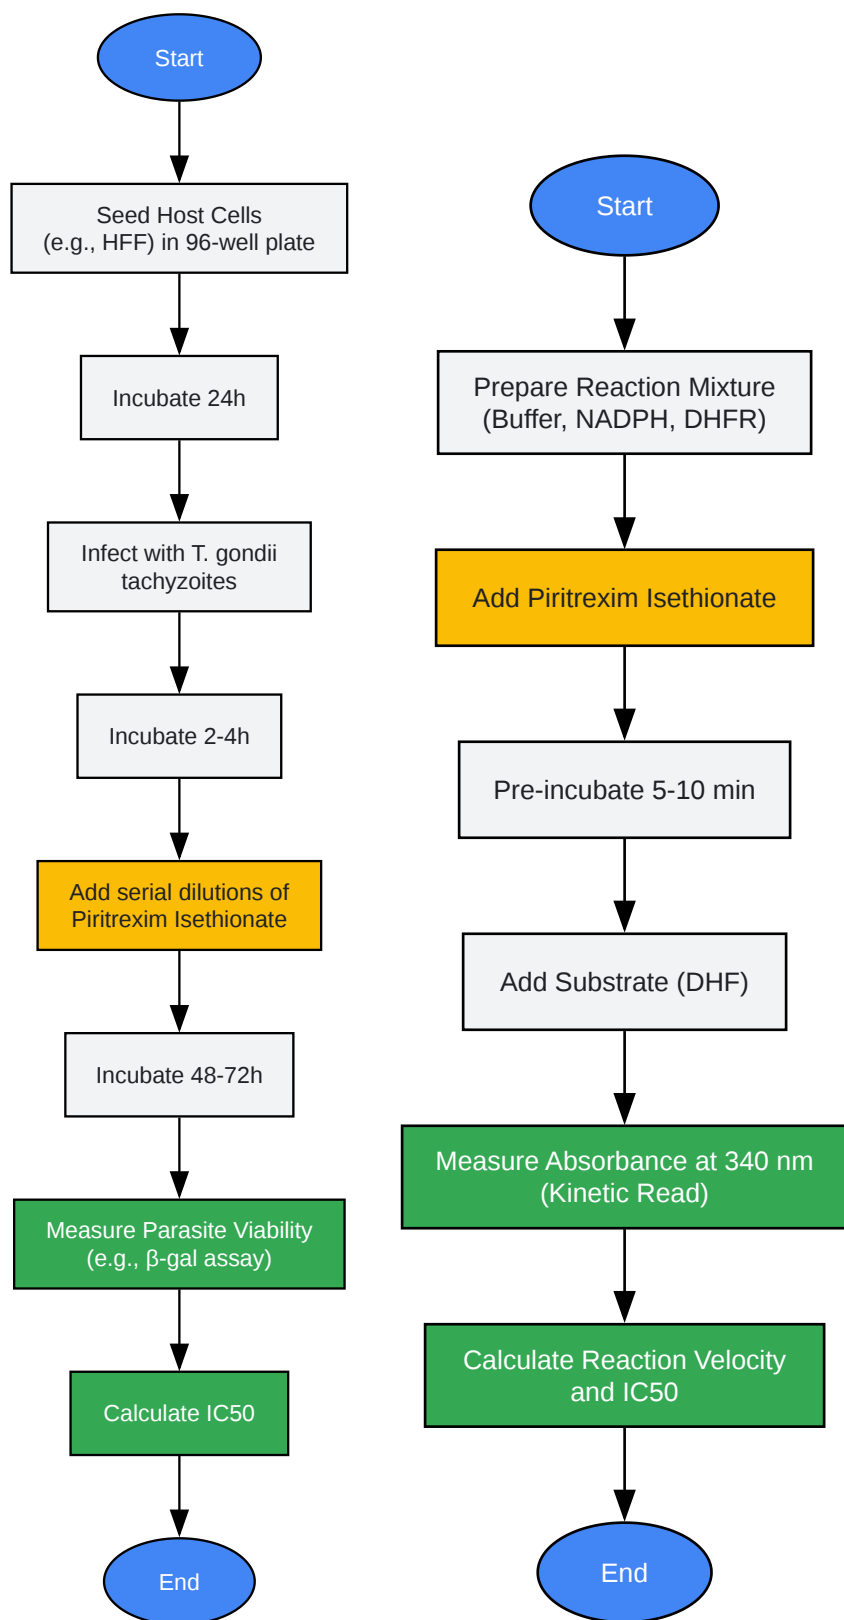 Start
Seed Host Cells
(e.g., HFF) in 96-well plate
Incubate 24h
Infect with T. gondii
tachyzoites
Incubate 2-4h
Add serial dilutions of
Piritrexim Isethionate
Incubate 48-72h
Measure Parasite Viability
(e.g., β-gal assay)
Calculate IC50
End
Start
Prepare Reaction Mixture
(Buffer, NADPH, DHFR)
Add Piritrexim Isethionate
Pre-incubate 5-10 min
Add Substrate (DHF)
Measure Absorbance at 340 nm
(Kinetic Read)
Calculate Reaction Velocity
and IC50
End